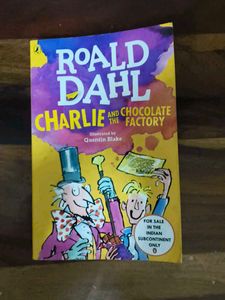 ROALD
DAHL
CHARLIE AND THE CHOCOLATE
FACTORY
Illustrated by
Quentin Blake
FOR SALE
IN THE
INDIAN
SUBCONTINENT
ONLY